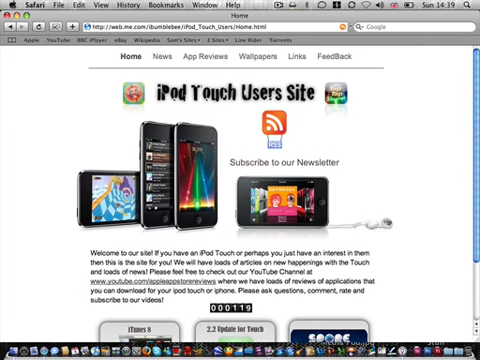 Safari File Edit View History Bookmarks Window Sun 14:39
Home
http://web.me.com/ibumblebee/iPod_Touch_Users/Home.html
Google
Apple YouTube BBC iPlayer eBay Wikipedia Sam's Sites Line Rider Torrents
Home News App Reviews Wallpapers Links FeedBack
iPod Touch Users Site
RSS
Subscribe to our Newsletter
Welcome to our site! If you have an iPod Touch or perhaps you just have an interest in them
then this is the site for you! We will have loads of articles on new happenings with the Touch
and loads of news! Please feel free to check out our YouTube Channel at
www.youtube.com/appleappstorereviews where we have loads of reviews of applications that
you can download for your ipod touch or iphone. Please ask questions, comment, rate and
subscribe to our videos!
000119
iTunes 8 2.2 Update for Touch